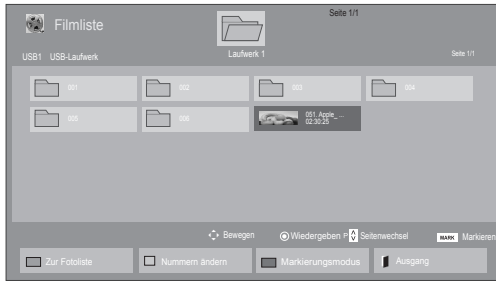 Filmliste
Seite 1/1
USB1 USB-Laufwerk
Laufwerk 1
Seite 1/1
001 002 003 004
005 006 051. Apple_ ...
02:30:25
Bewegen Wiedergeben P Seitenwechsel MARK Markieren
Zur Fotoliste Nummern ändern Markierungsmodus Ausgang